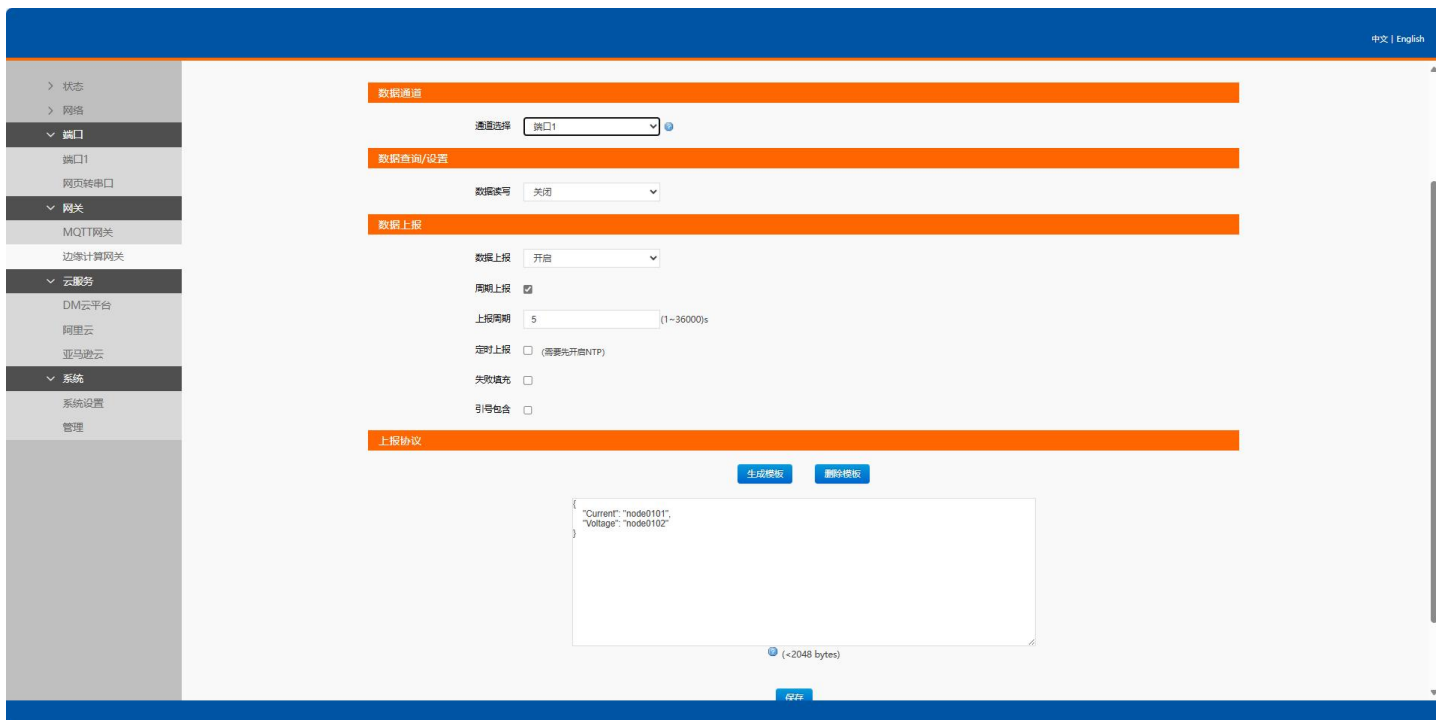 中文 | English
状态
网络
端口
端口1
网页转串口
网关
MQTT网关
边缘计算网关
云服务
DM云平台
阿里云
亚马逊云
系统
系统设置
管理
数据通道
通道选择 端口1
数据查询/设置
数据读写 关闭
数据上报
数据上报 开启
周期上报
上报周期 5 (1~36000)s
定时上报 (需要先开启NTP)
失败填充
引号包含
上报协议
生成模板 删除模板
{
"Current": "node0101",
"Voltage": "node0102"
}
(<2048 bytes)
保存